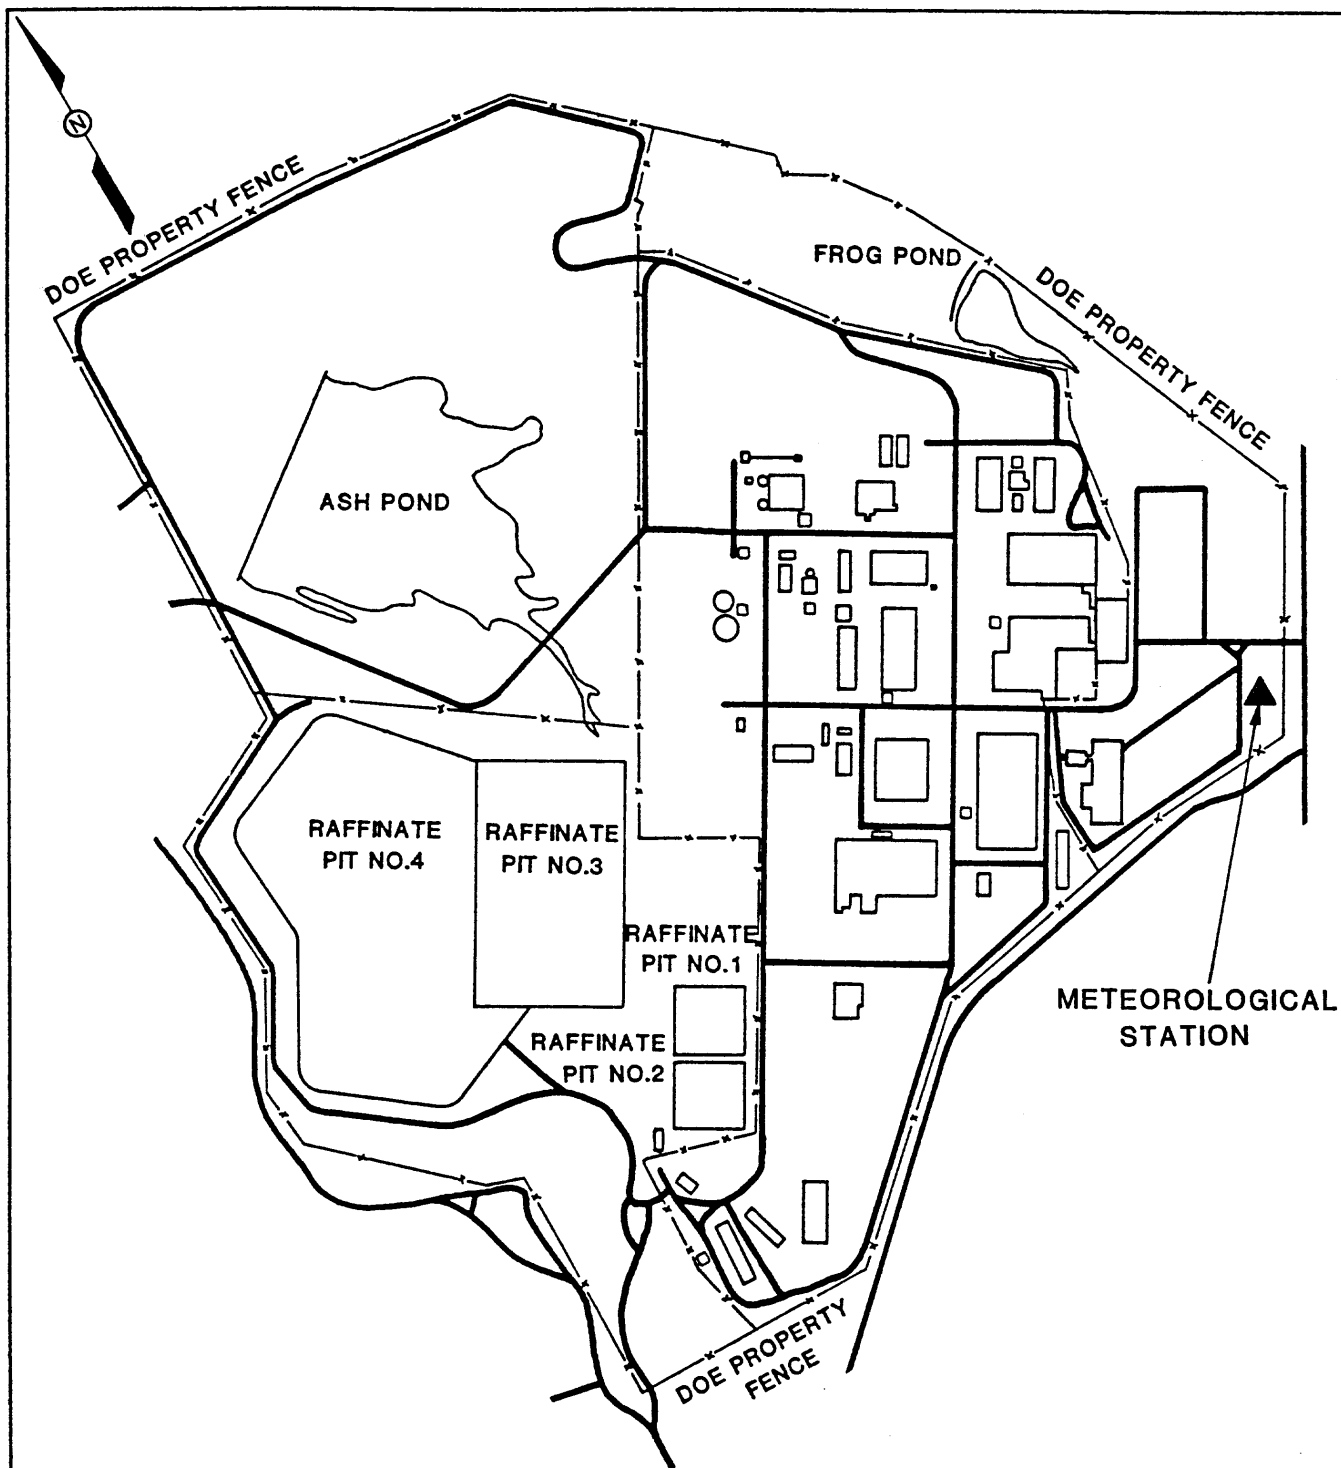 N
DOE PROPERTY FENCE
FROG POND
DOE PROPERTY FENCE
ASH POND
RAFFINATE
PIT NO.4
RAFFINATE
PIT NO.3
RAFFINATE
PIT NO.1
RAFFINATE
PIT NO.2
METEOROLOGICAL
STATION
DOE PROPERTY
FENCE